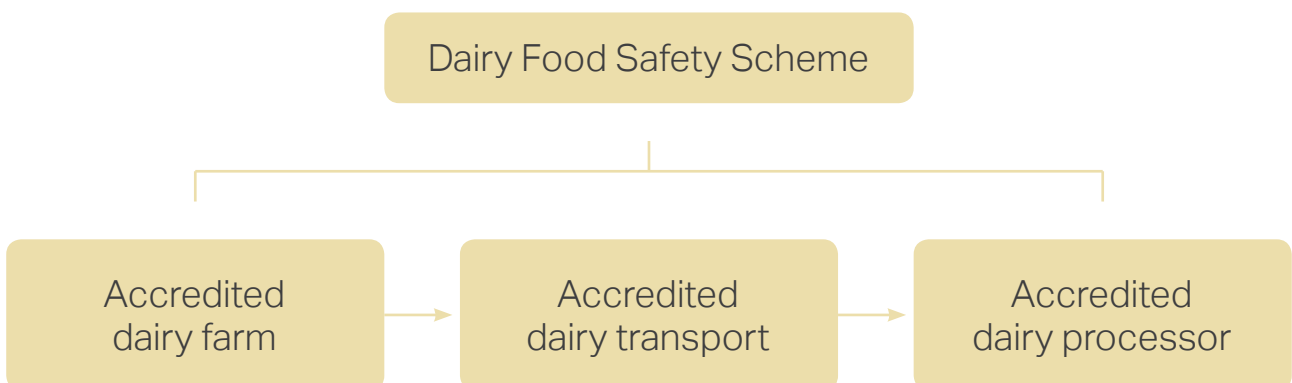 Dairy Food Safety Scheme
Accredited
dairy farm
Accredited
dairy transport
Accredited
dairy processor